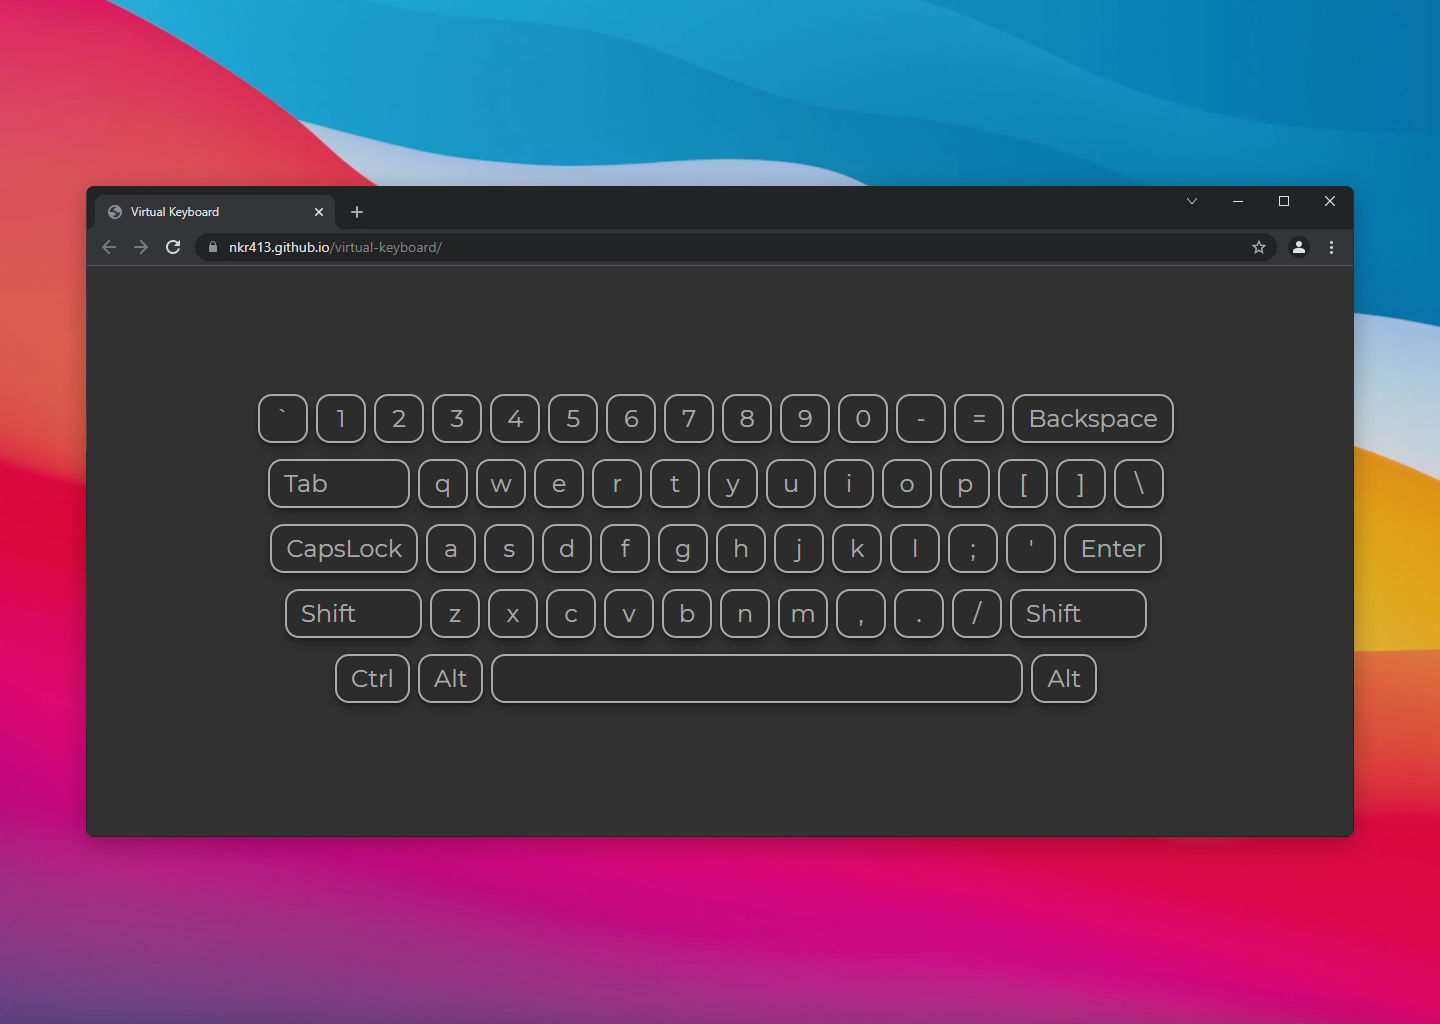 Virtual Keyboard
nkr413.github.io/virtual-keyboard/
` 1 2 3 4 5 6 7 8 9 0 - = Backspace
Tab q w e r t y u i o p [ ] \
CapsLock a s d f g h j k l ; ' Enter
Shift z x c v b n m , . / Shift
Ctrl Alt Alt